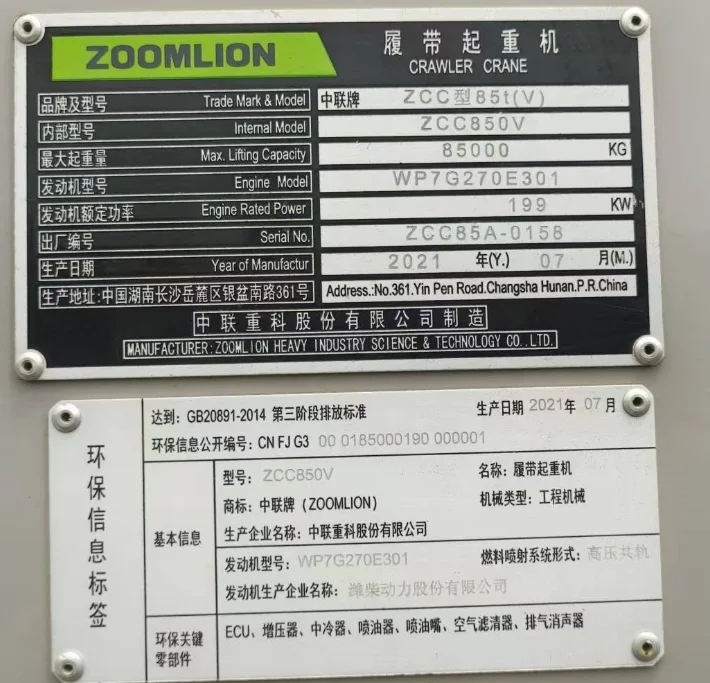 ZOOMLION 履带起重机
CRAWLER CRANE
品牌及型号 Trade Mark & Model 中联牌 ZCC型85t(V)
内部型号 Internal Model ZCC850V
最大起重量 Max. Lifting Capacity 85000 KG
发动机型号 Engine Model WP7G270E301
发动机额定功率 Engine Rated Power 199 KW
出厂编号 Serial No. ZCC85A-0158
生产日期 Year of Manufactur 2021 年(Y.) 07 月(M.)
生产地址:中国湖南长沙岳麓区银盆南路361号 Address.:No.361.Yin Pen Road.Changsha Hunan.P.R.China
中联重科股份有限公司制造
MANUFACTURER:ZOOMLION HEAVY INDUSTRY SCIENCE & TECHNOLOGY CO.,LTD.
环保信息标签
达到: GB20891-2014 第三阶段排放标准 生产日期 2021年 07月
环保信息公开编号: CN FJ G3 00 0185000190 000001
基本信息
型号: ZCC850V 名称: 履带起重机
商标: 中联牌 (ZOOMLION) 机械类型: 工程机械
生产企业名称: 中联重科股份有限公司
发动机型号: WP7G270E301 燃料喷射系统形式: 高压共轨
发动机生产企业名称: 潍柴动力股份有限公司
环保关键
零部件
ECU、增压器、中冷器、喷油器、喷油嘴、空气滤清器、排气消声器